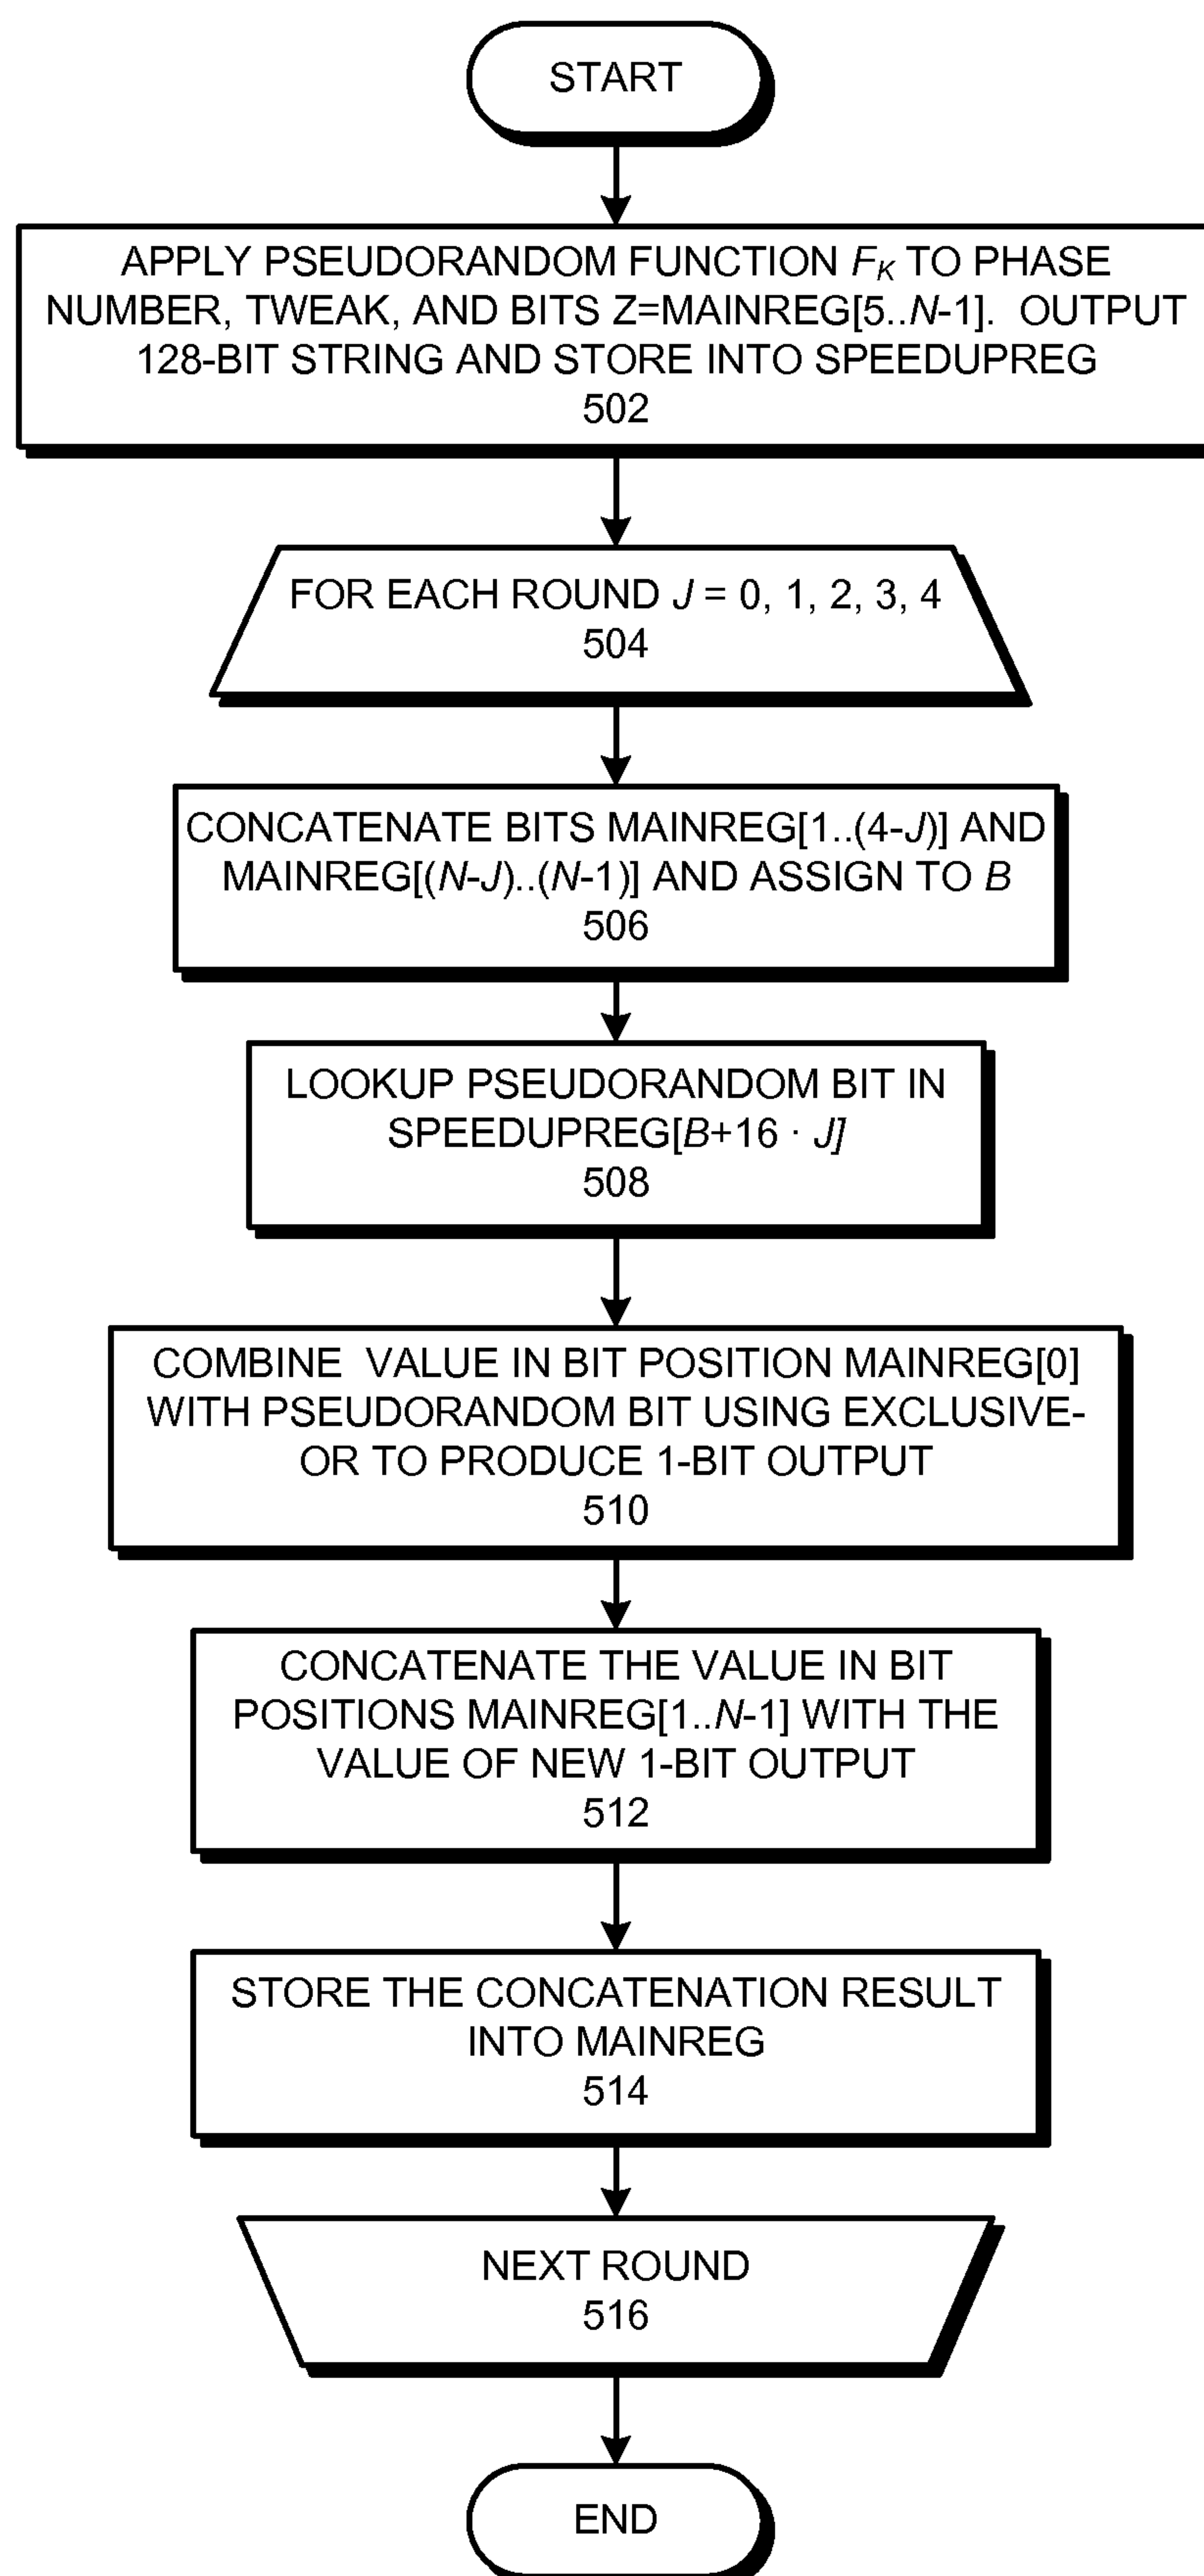 START
APPLY PSEUDORANDOM FUNCTION FK TO PHASE
NUMBER, TWEAK, AND BITS Z=MAINREG[5..N-1].  OUTPUT
128-BIT STRING AND STORE INTO SPEEDUPREG
502
FOR EACH ROUND J = 0, 1, 2, 3, 4
504
CONCATENATE BITS MAINREG[1..(4-J)] AND
MAINREG[(N-J)..(N-1)] AND ASSIGN TO B
506
LOOKUP PSEUDORANDOM BIT IN
SPEEDUPREG[B+16 · J]
508
COMBINE  VALUE IN BIT POSITION MAINREG[0]
WITH PSEUDORANDOM BIT USING EXCLUSIVE-
OR TO PRODUCE 1-BIT OUTPUT
510
CONCATENATE THE VALUE IN BIT
POSITIONS MAINREG[1..N-1] WITH THE
VALUE OF NEW 1-BIT OUTPUT
512
STORE THE CONCATENATION RESULT
INTO MAINREG
514
NEXT ROUND
516
END